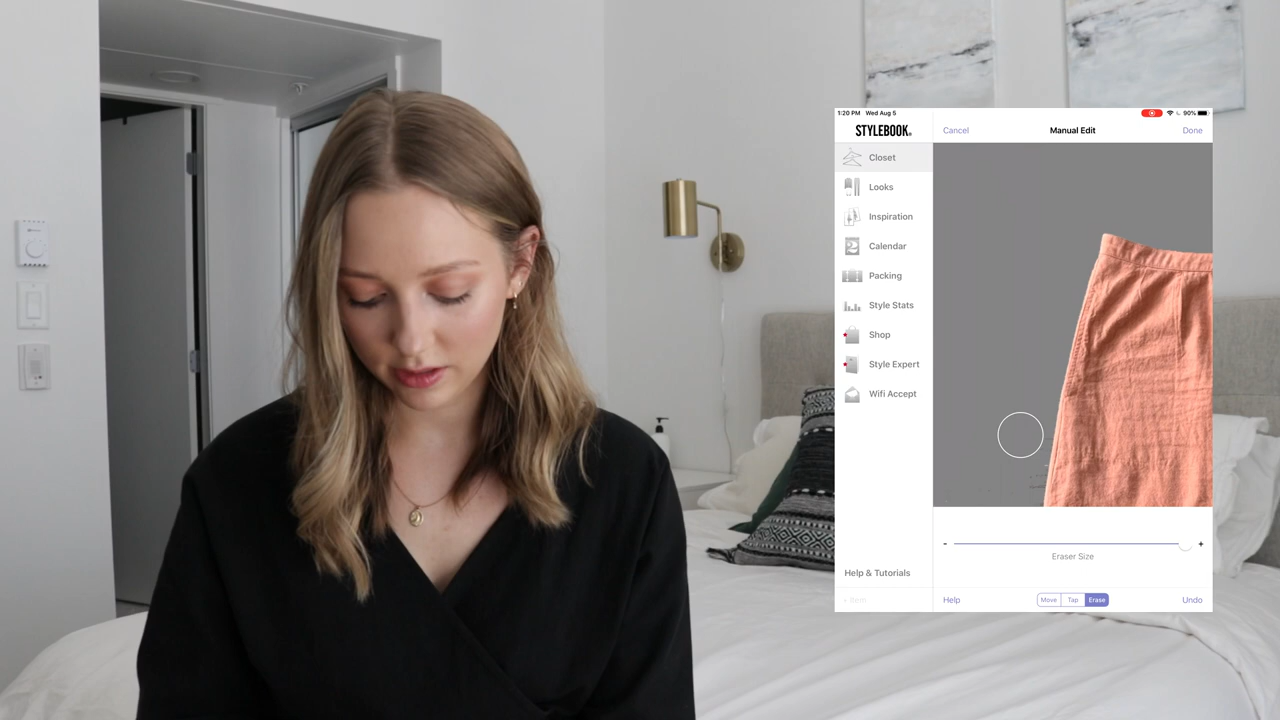 1:20 PM Wed Aug 5
90%
STYLEBOOK
Cancel
Manual Edit
Done
Closet
Looks
Inspiration
Calendar
Packing
Style Stats
Shop
Style Expert
Wifi Accept
- +
Eraser Size
Help & Tutorials
+ Item
Help
Move Tap Erase
Undo